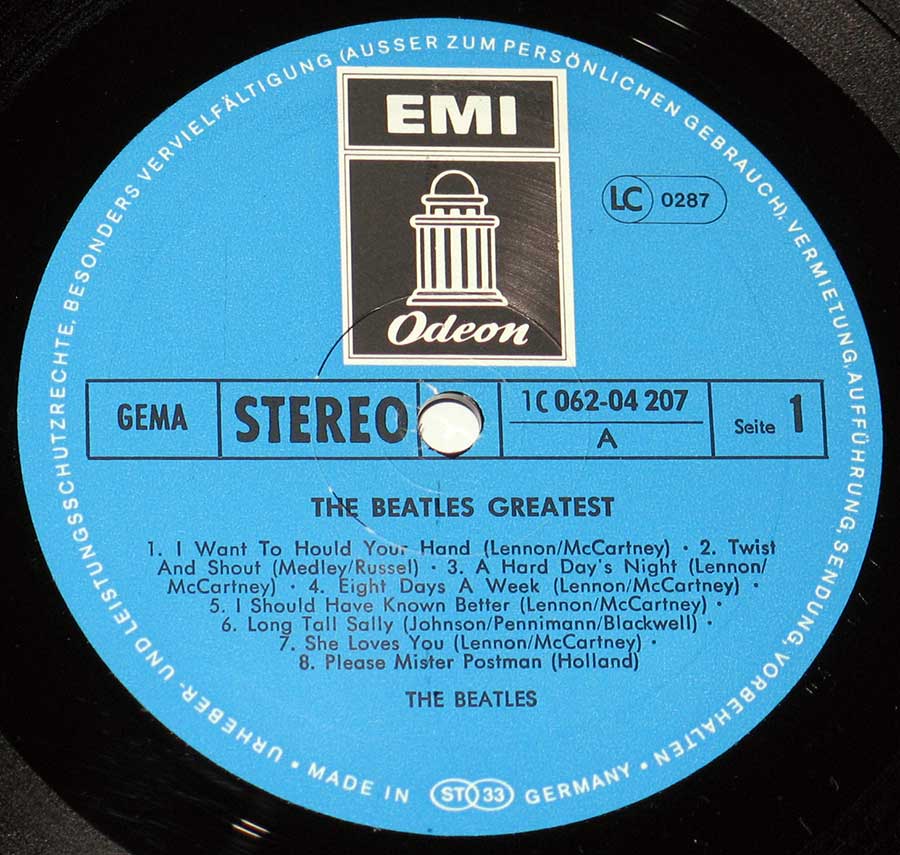 URHEBER- UND LEISTUNGSSCHUTZRECHTE, BESONDERS VERVIELFÄLTIGUNG (AUSSER ZUM PERSÖNLICHEN GEBRAUCH), VERMIETUNG, AUFFÜHRUNG, SENDUNG, VORBEHALTEN
EMI
Odeon
LC 0287
GEMA
STEREO
1C 062-04 207
A
Seite 1
THE BEATLES GREATEST
1. I Want To Hould Your Hand (Lennon/McCartney) · 2. Twist
And Shout (Medley/Russel) · 3. A Hard Day's Night (Lennon/
McCartney) · 4. Eight Days A Week (Lennon/McCartney) ·
5. I Should Have Known Better (Lennon/McCartney) ·
6. Long Tall Sally (Johnson/Pennimann/Blackwell) ·
7. She Loves You (Lennon/McCartney) ·
8. Please Mister Postman (Holland)
THE BEATLES
• MADE IN ST 33 GERMANY •